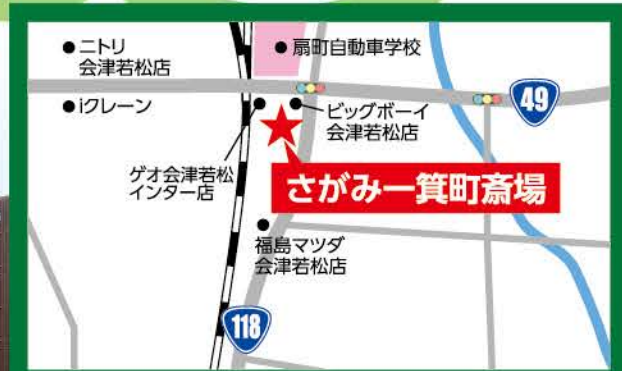 ニトリ
会津若松店
扇町自動車学校
iクレーン
ビッグボーイ
会津若松店
49
ゲオ会津若松
インター店
さがみ一箕町斎場
福島マツダ
会津若松店
118